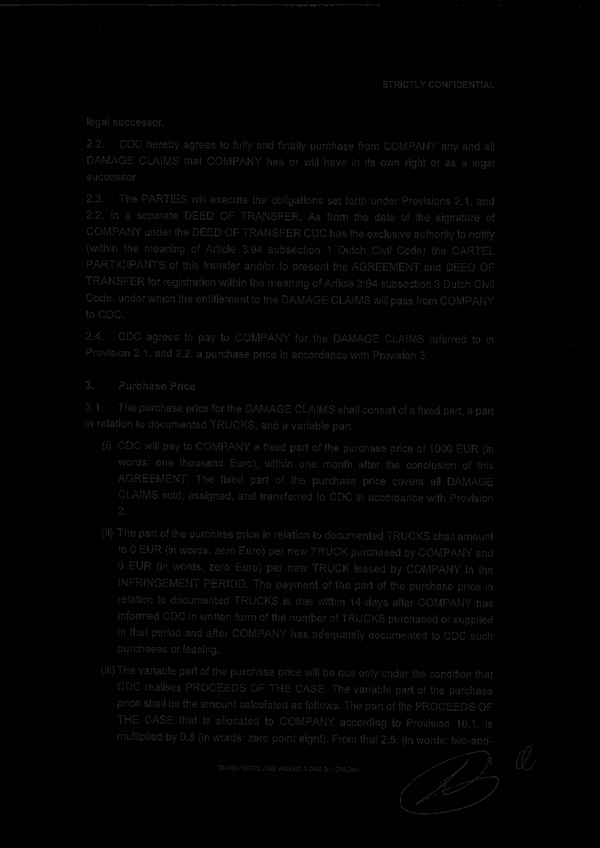 STRICTLY CONFIDENTIAL
legal successor.
2.2. CDC hereby agrees to fully and finally purchase from COMPANY any and all
DAMAGE CLAIMS that COMPANY has or will have in its own right or as a legal
successor.
2.3. The PARTIES will execute the obligations set forth under Provisions 2.1. and
2.2. in a separate DEED OF TRANSFER. As from the date of the signature of
COMPANY under the DEED OF TRANSFER CDC has the exclusive authority to notify
(within the meaning of Article 3:94 subsection 1 Dutch Civil Code) the CARTEL
PARTICIPANTS of this transfer and/or to present the AGREEMENT and DEED OF
TRANSFER for registration within the meaning of Article 3:94 subsection 3 Dutch Civil
Code, under which the entitlement to the DAMAGE CLAIMS will pass from COMPANY
to CDC.
2.4. CDC agrees to pay to COMPANY for the DAMAGE CLAIMS referred to in
Provision 2.1. and 2.2. a purchase price in accordance with Provision 3.
3. Purchase Price
3.1. The purchase price for the DAMAGE CLAIMS shall consist of a fixed part, a part
in relation to documented TRUCKS, and a variable part.
(i) CDC will pay to COMPANY a fixed part of the purchase price of 1000 EUR (in
words: one thousand Euro), within one month after the conclusion of this
AGREEMENT. The fixed part of the purchase price covers all DAMAGE
CLAIMS sold, assigned, and transferred to CDC in accordance with Provision
2.
(ii) The part of the purchase price in relation to documented TRUCKS shall amount
to 0 EUR (in words: zero Euro) per new TRUCK purchased by COMPANY and
0 EUR (in words: zero Euro) per new TRUCK leased by COMPANY in the
INFRINGEMENT PERIOD. The payment of the part of the purchase price in
relation to documented TRUCKS is due within 14 days after COMPANY has
informed CDC in written form of the number of TRUCKS purchased or supplied
in that period and after COMPANY has adequately documented to CDC such
purchases or leasing.
(iii) The variable part of the purchase price will be due only under the condition that
CDC realises PROCEEDS OF THE CASE. The variable part of the purchase
price shall be the amount calculated as follows: The part of the PROCEEDS OF
THE CASE that is allocated to COMPANY according to Provision 10.1. is
multiplied by 0.8 (in words: zero point eight). From that 2.5. (in words: two-and-